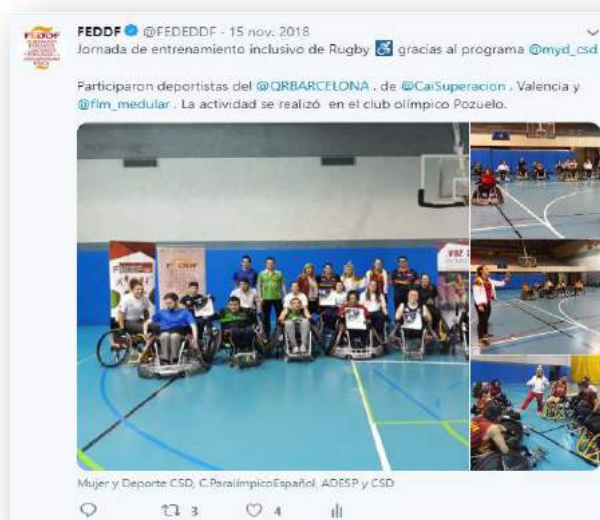 FEDDF @FEDEDDF - 15 nov. 2018
Jornada de entrenamiento inclusivo de Rugby ♿ gracias al programa @myd_csd
Participaron deportistas del @QRBARCELONA , de @CaiSuperacion , Valencia y
@flm_medular . La actividad se realizó en el club olímpico Pozuelo.
FEDDF
Mujer y Deporte CSD, C.ParalímpicoEspañol, ADESP y CSD
3 4